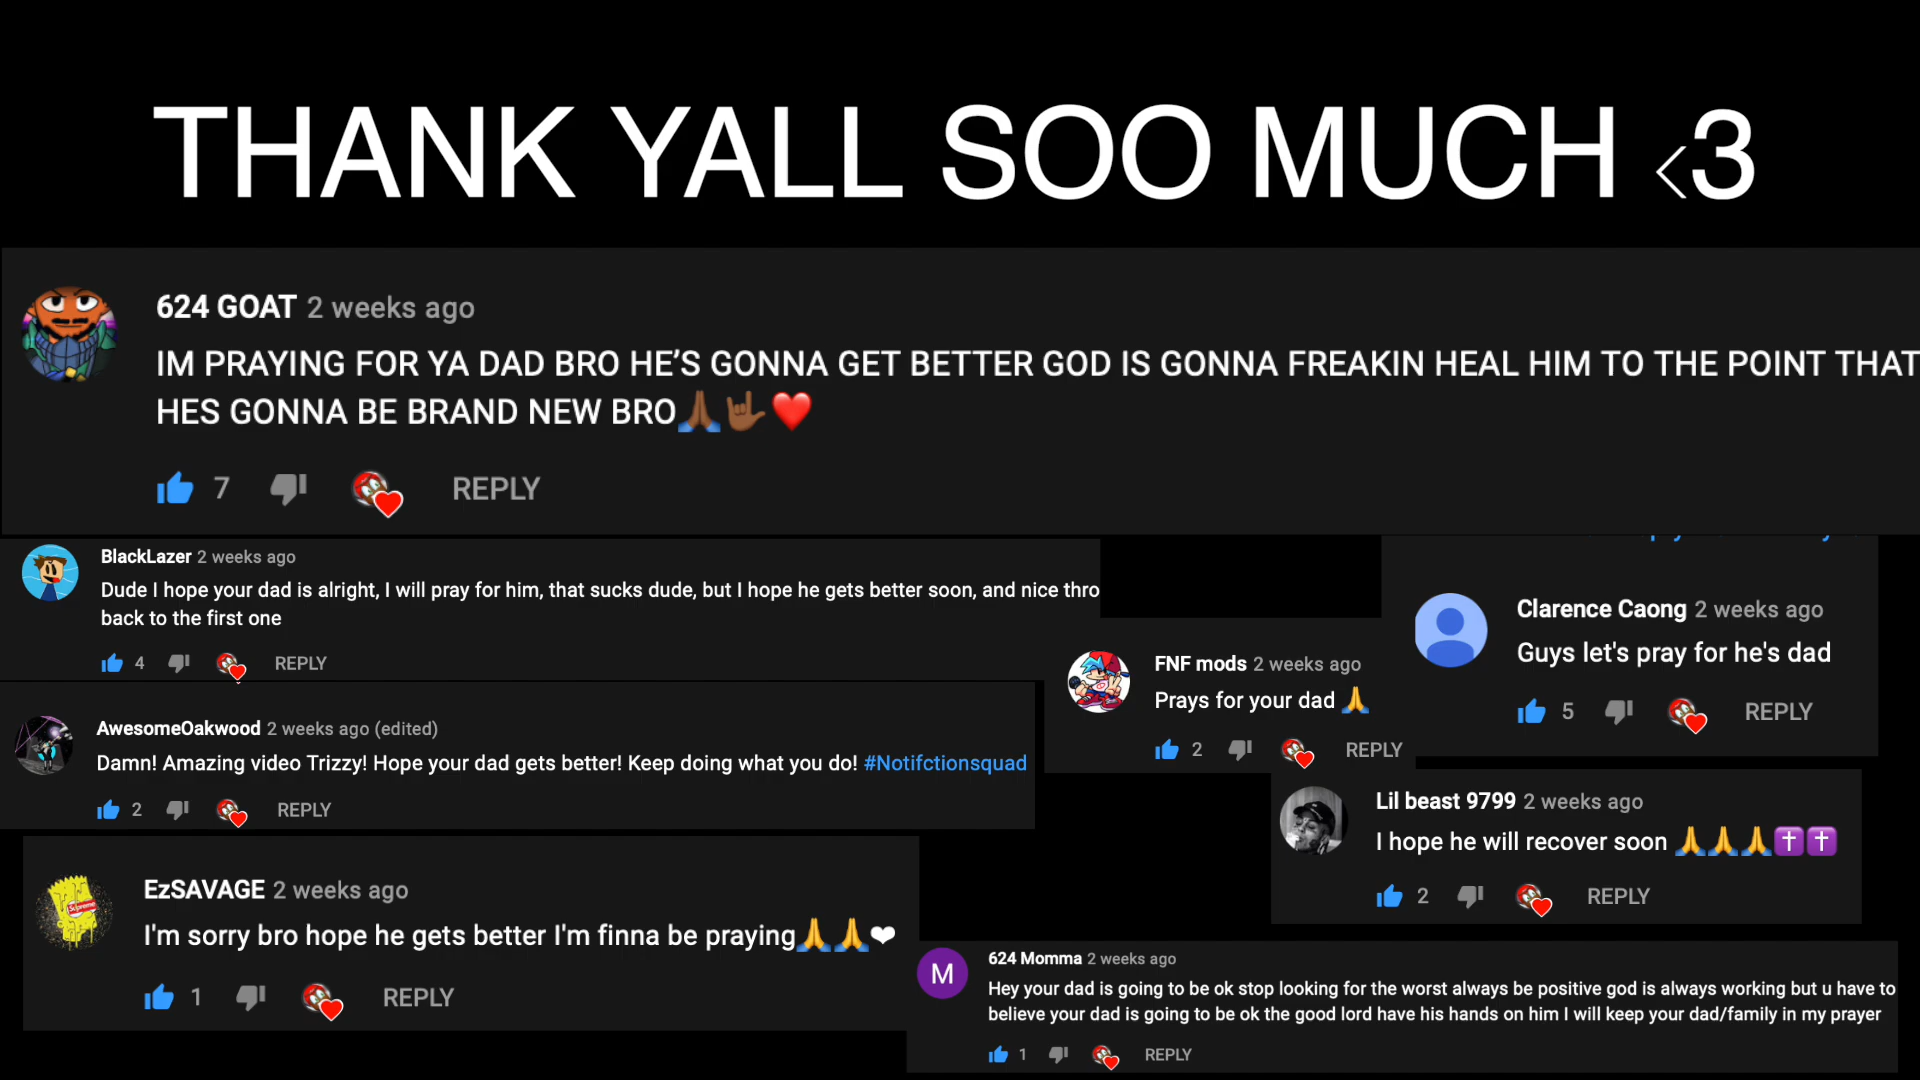 THANK YALL SOO MUCH <3
624 GOAT 2 weeks ago
IM PRAYING FOR YA DAD BRO HE’S GONNA GET BETTER GOD IS GONNA FREAKIN HEAL HIM TO THE POINT THAT
HES GONNA BE BRAND NEW BRO🙏🏾🤟🏾❤️
7 REPLY
BlackLazer 2 weeks ago
Dude I hope your dad is alright, I will pray for him, that sucks dude, but I hope he gets better soon, and nice thro
back to the first one
4 REPLY
AwesomeOakwood 2 weeks ago (edited)
Damn! Amazing video Trizzy! Hope your dad gets better! Keep doing what you do! #Notifctionsquad
2 REPLY
EzSAVAGE 2 weeks ago
I'm sorry bro hope he gets better I'm finna be praying🙏🙏❤
1 REPLY
FNF mods 2 weeks ago
Prays for your dad 🙏
2 REPLY
Clarence Caong 2 weeks ago
Guys let's pray for he's dad
5 REPLY
Lil beast 9799 2 weeks ago
I hope he will recover soon 🙏🙏🙏✝️✝️
2 REPLY
M
624 Momma 2 weeks ago
Hey your dad is going to be ok stop looking for the worst always be positive god is always working but u have to
believe your dad is going to be ok the good lord have his hands on him I will keep your dad/family in my prayer
1 REPLY
Supreme